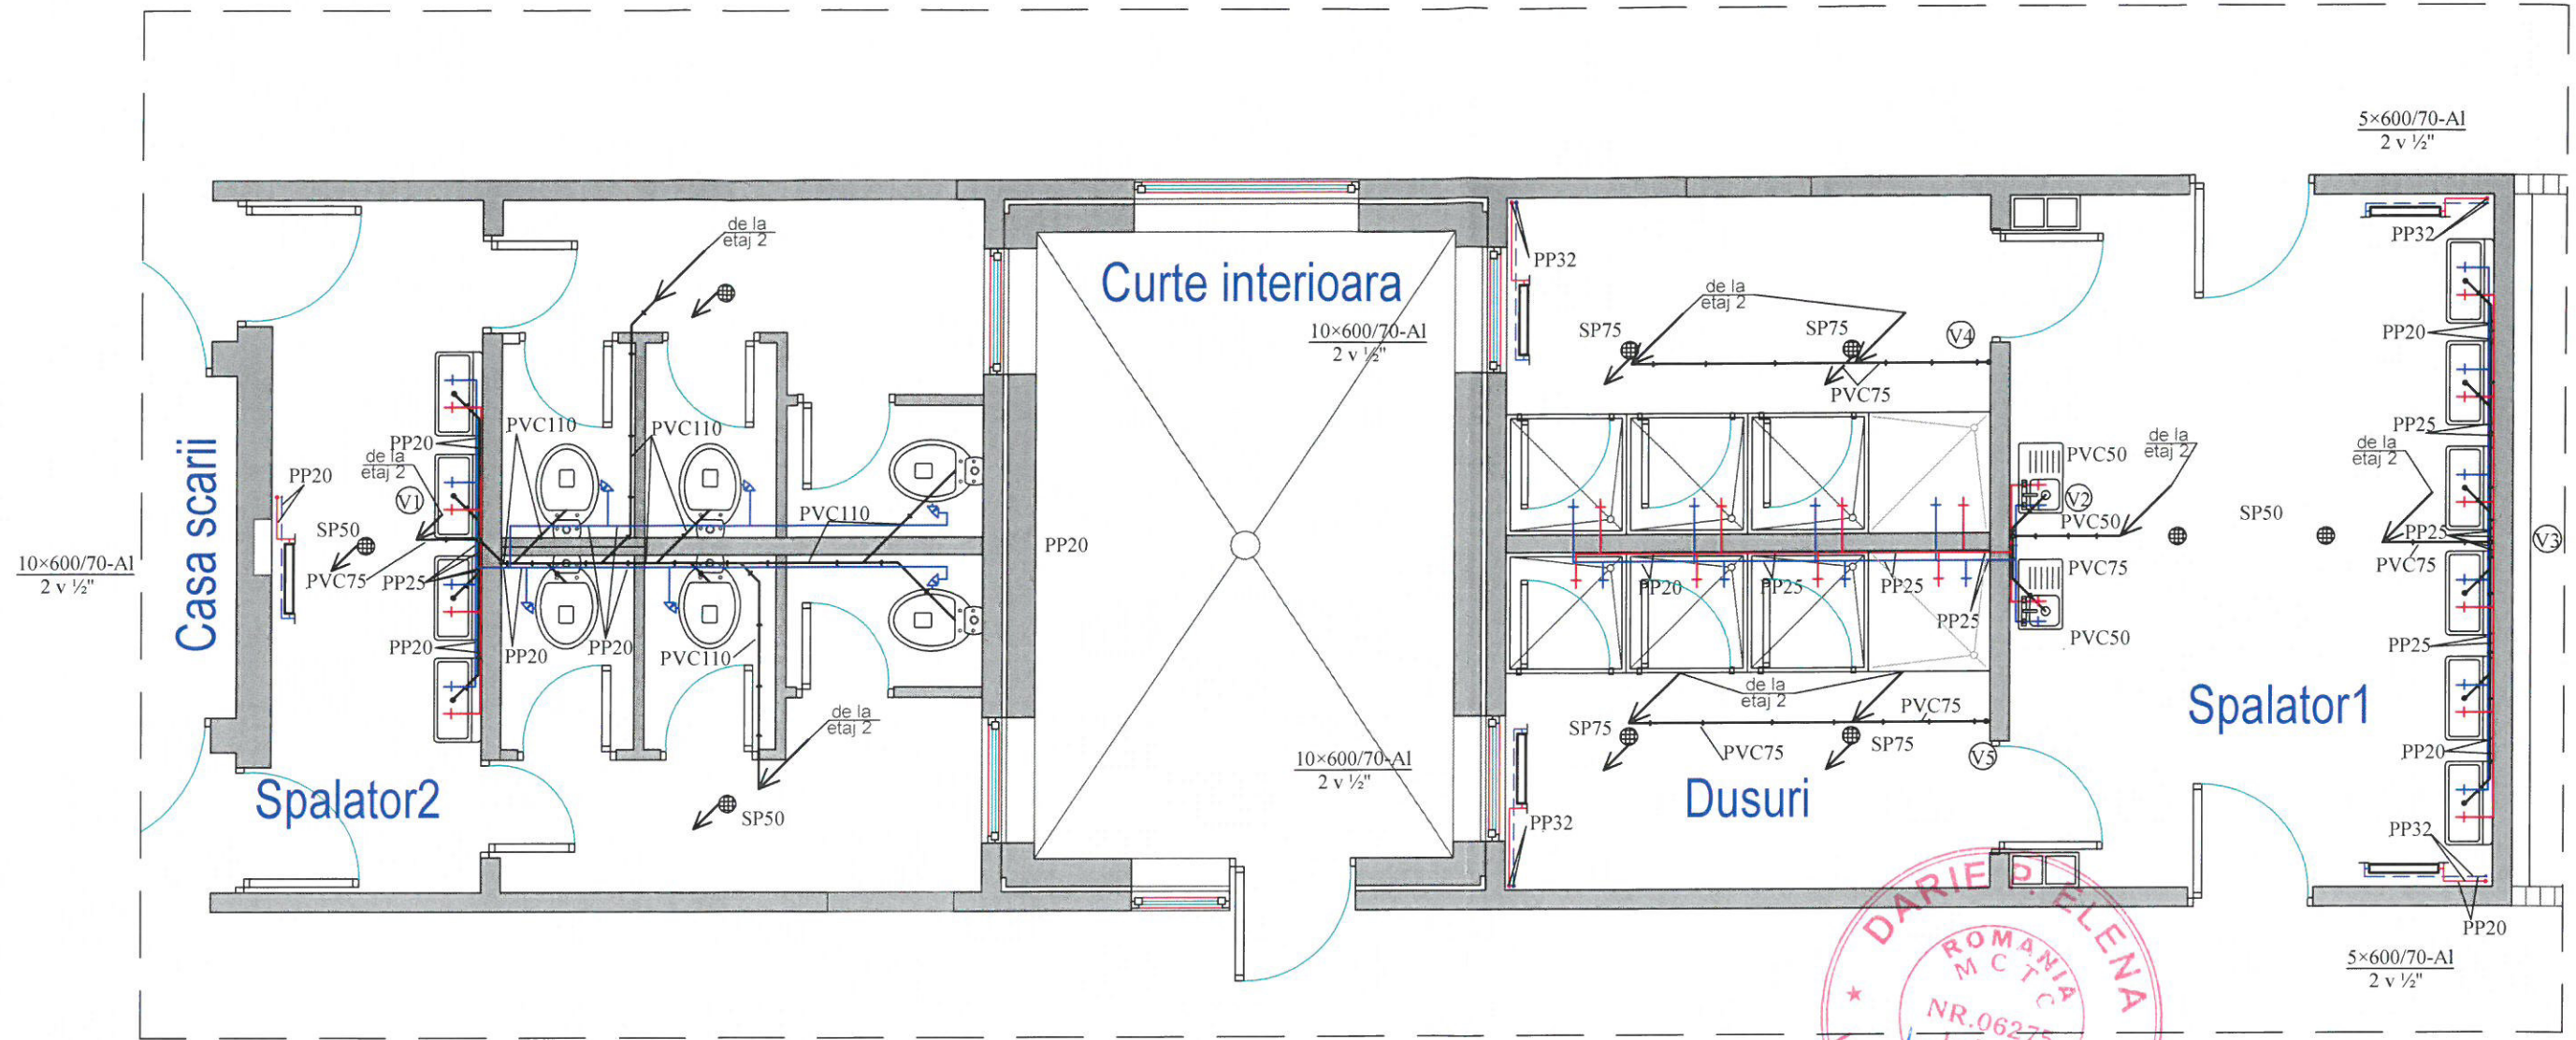 5×600/70-Al
2 v ½"
de la
etaj 2
PP32
PP32
Curte interioara
10×600/70-Al
2 v ½"
de la
etaj 2
SP75
SP75
V4
PVC75
PP20
PVC110
PVC110
PP20
de la
etaj 2
PP25
de la
etaj 2
PVC50
de la
etaj 2
V1
V2
PP20
SP50
PVC110
PVC50
SP50
PP25
V3
Casa scarii
PP20
10×600/70-Al
2 v ½"
PVC75
PP25
PP20
PP25
PP25
PVC75
PVC75
PP25
PP20
PP20
PP20
PVC110
PVC50
PP25
de la
etaj 2
de la
etaj 2
PVC75
Spalator1
SP75
SP75
PVC75
V5
PP20
10×600/70-Al
2 v ½"
Spalator2
SP50
Dusuri
PP32
PP32
PP20
5×600/70-Al
2 v ½"
DARIE P. ELENA
ROMANIA
M C T C